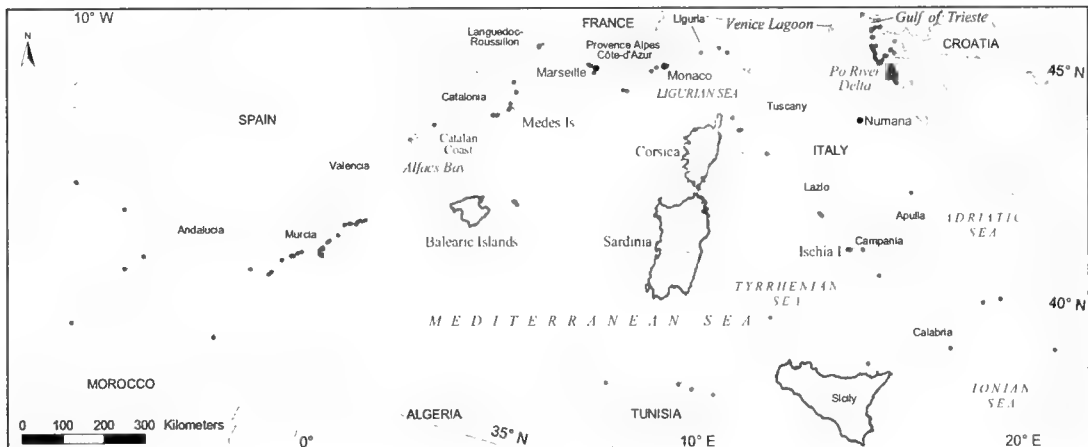 10° W
FRANCE
Liguria
Venice Lagoon
Gulf of Trieste
N
Languedoc-
Roussillon
Provence Alpes
Côte-d'Azur
CROATIA
Marseille
Monaco
Po River
Delta
45° N
LIGURIAN SEA
Catalonia
Tuscany
SPAIN
Medes Is
Numana
Catalan
Coast
Corsica
ITALY
Valencia
Alfacs Bay
Lazio
Apulia
ADRIATIC
SEA
Andalucia
Murcia
Balearic Islands
Sardinia
Ischia I
Campania
TYRRHENIAN
SEA
40° N
MEDITERRANEAN SEA
Calabria
MOROCCO
Sicily
IONIAN
SEA
0 100 200 300 Kilometers
ALGERIA
TUNISIA
0°
35° N
10° E
20° E